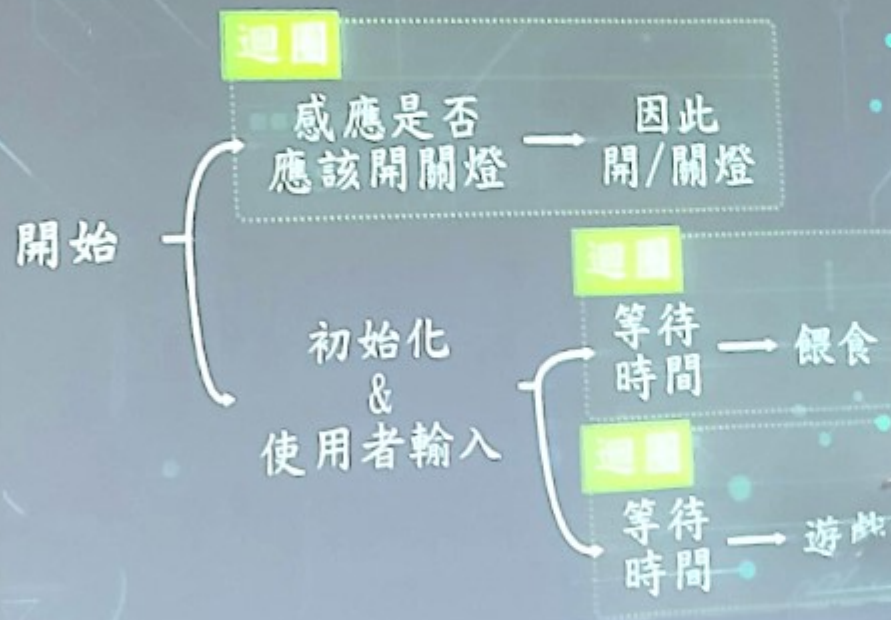 迴圈
感應是否
應該開關燈
因此
開/關燈
開始
初始化
&
使用者輸入
迴圈
等待
時間
餵食
迴圈
等待
時間
遊戲